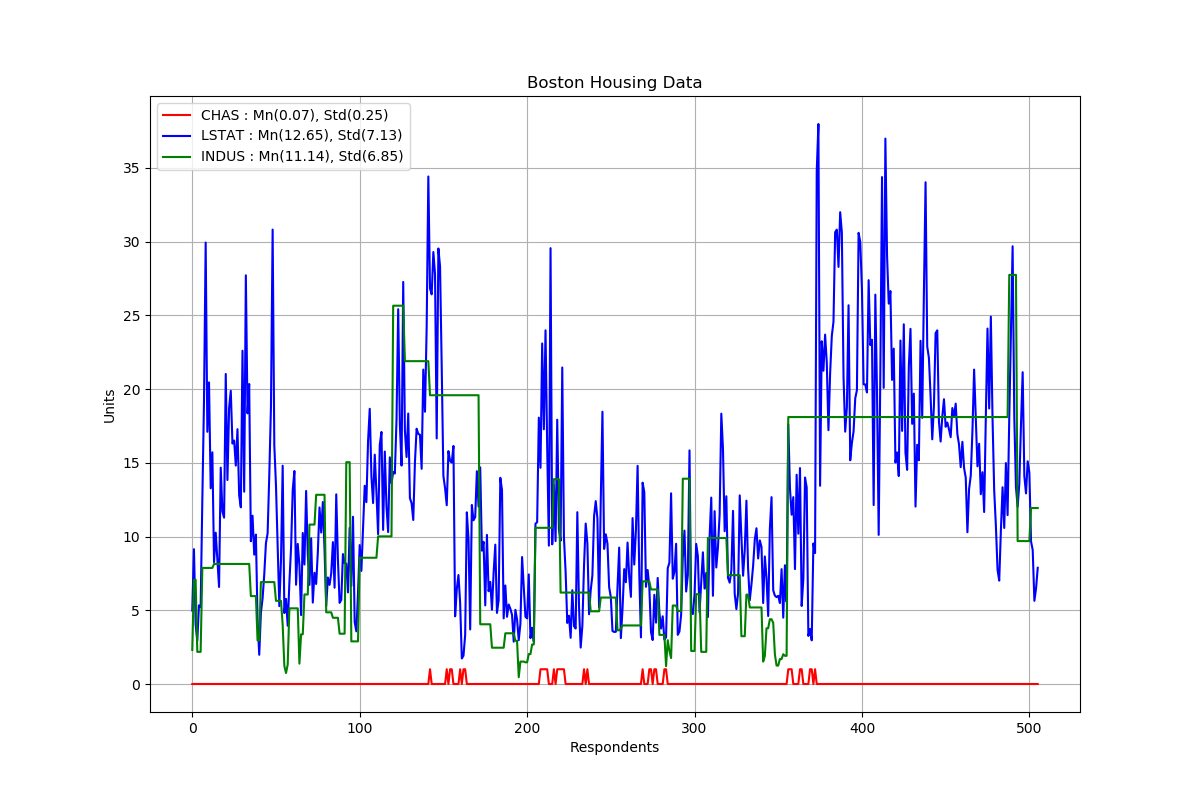 Boston Housing Data
CHAS : Mn(0.07), Std(0.25)
LSTAT : Mn(12.65), Std(7.13)
INDUS : Mn(11.14), Std(6.85)
Units
35
30
25
20
15
10
5
0
0 100 200 300 400 500
Respondents